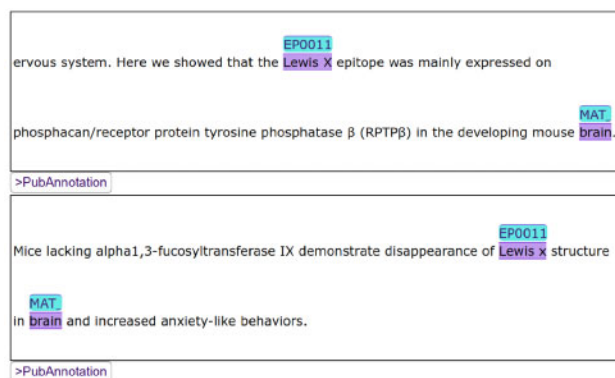 EP0011
ervous system. Here we showed that the Lewis X epitope was mainly expressed on
MAT_
phosphacan/receptor protein tyrosine phosphatase β (RPTPβ) in the developing mouse brain.
>PubAnnotation
EP0011
Mice lacking alpha1,3-fucosyltransferase IX demonstrate disappearance of Lewis x structure
MAT_
in brain and increased anxiety-like behaviors.
>PubAnnotation